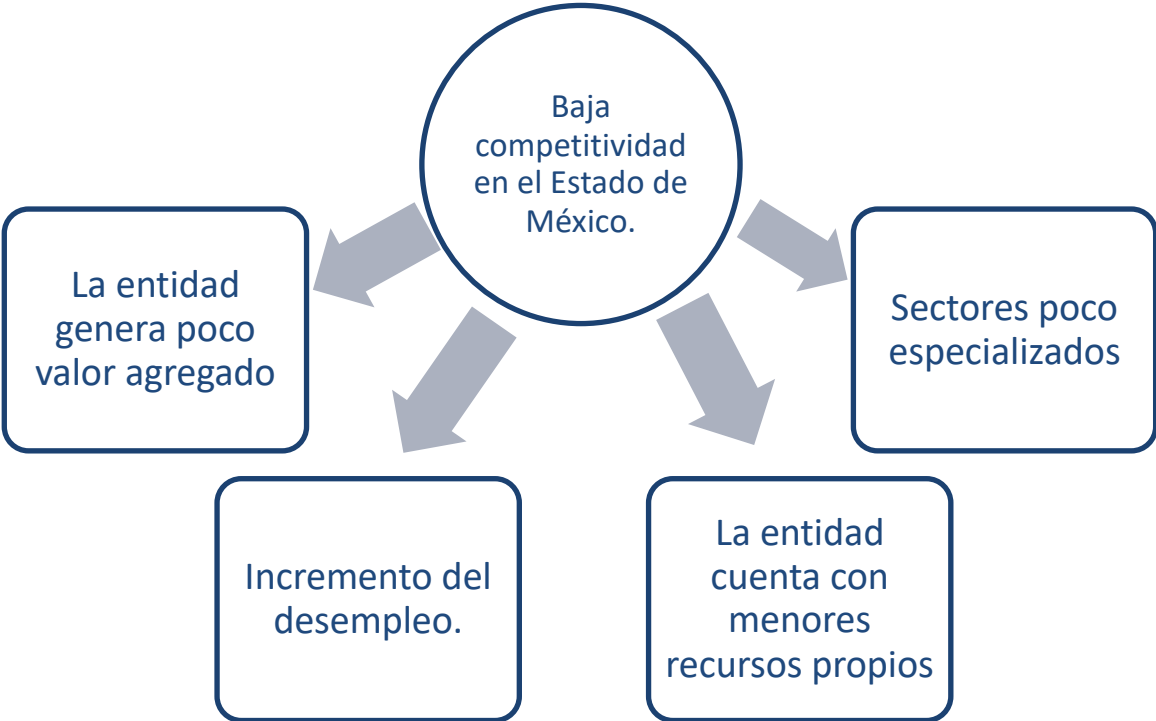 Baja
competitividad
en el Estado de
México.
La entidad
genera poco
valor agregado
Sectores poco
especializados
Incremento del
desempleo.
La entidad
cuenta con
menores
recursos propios